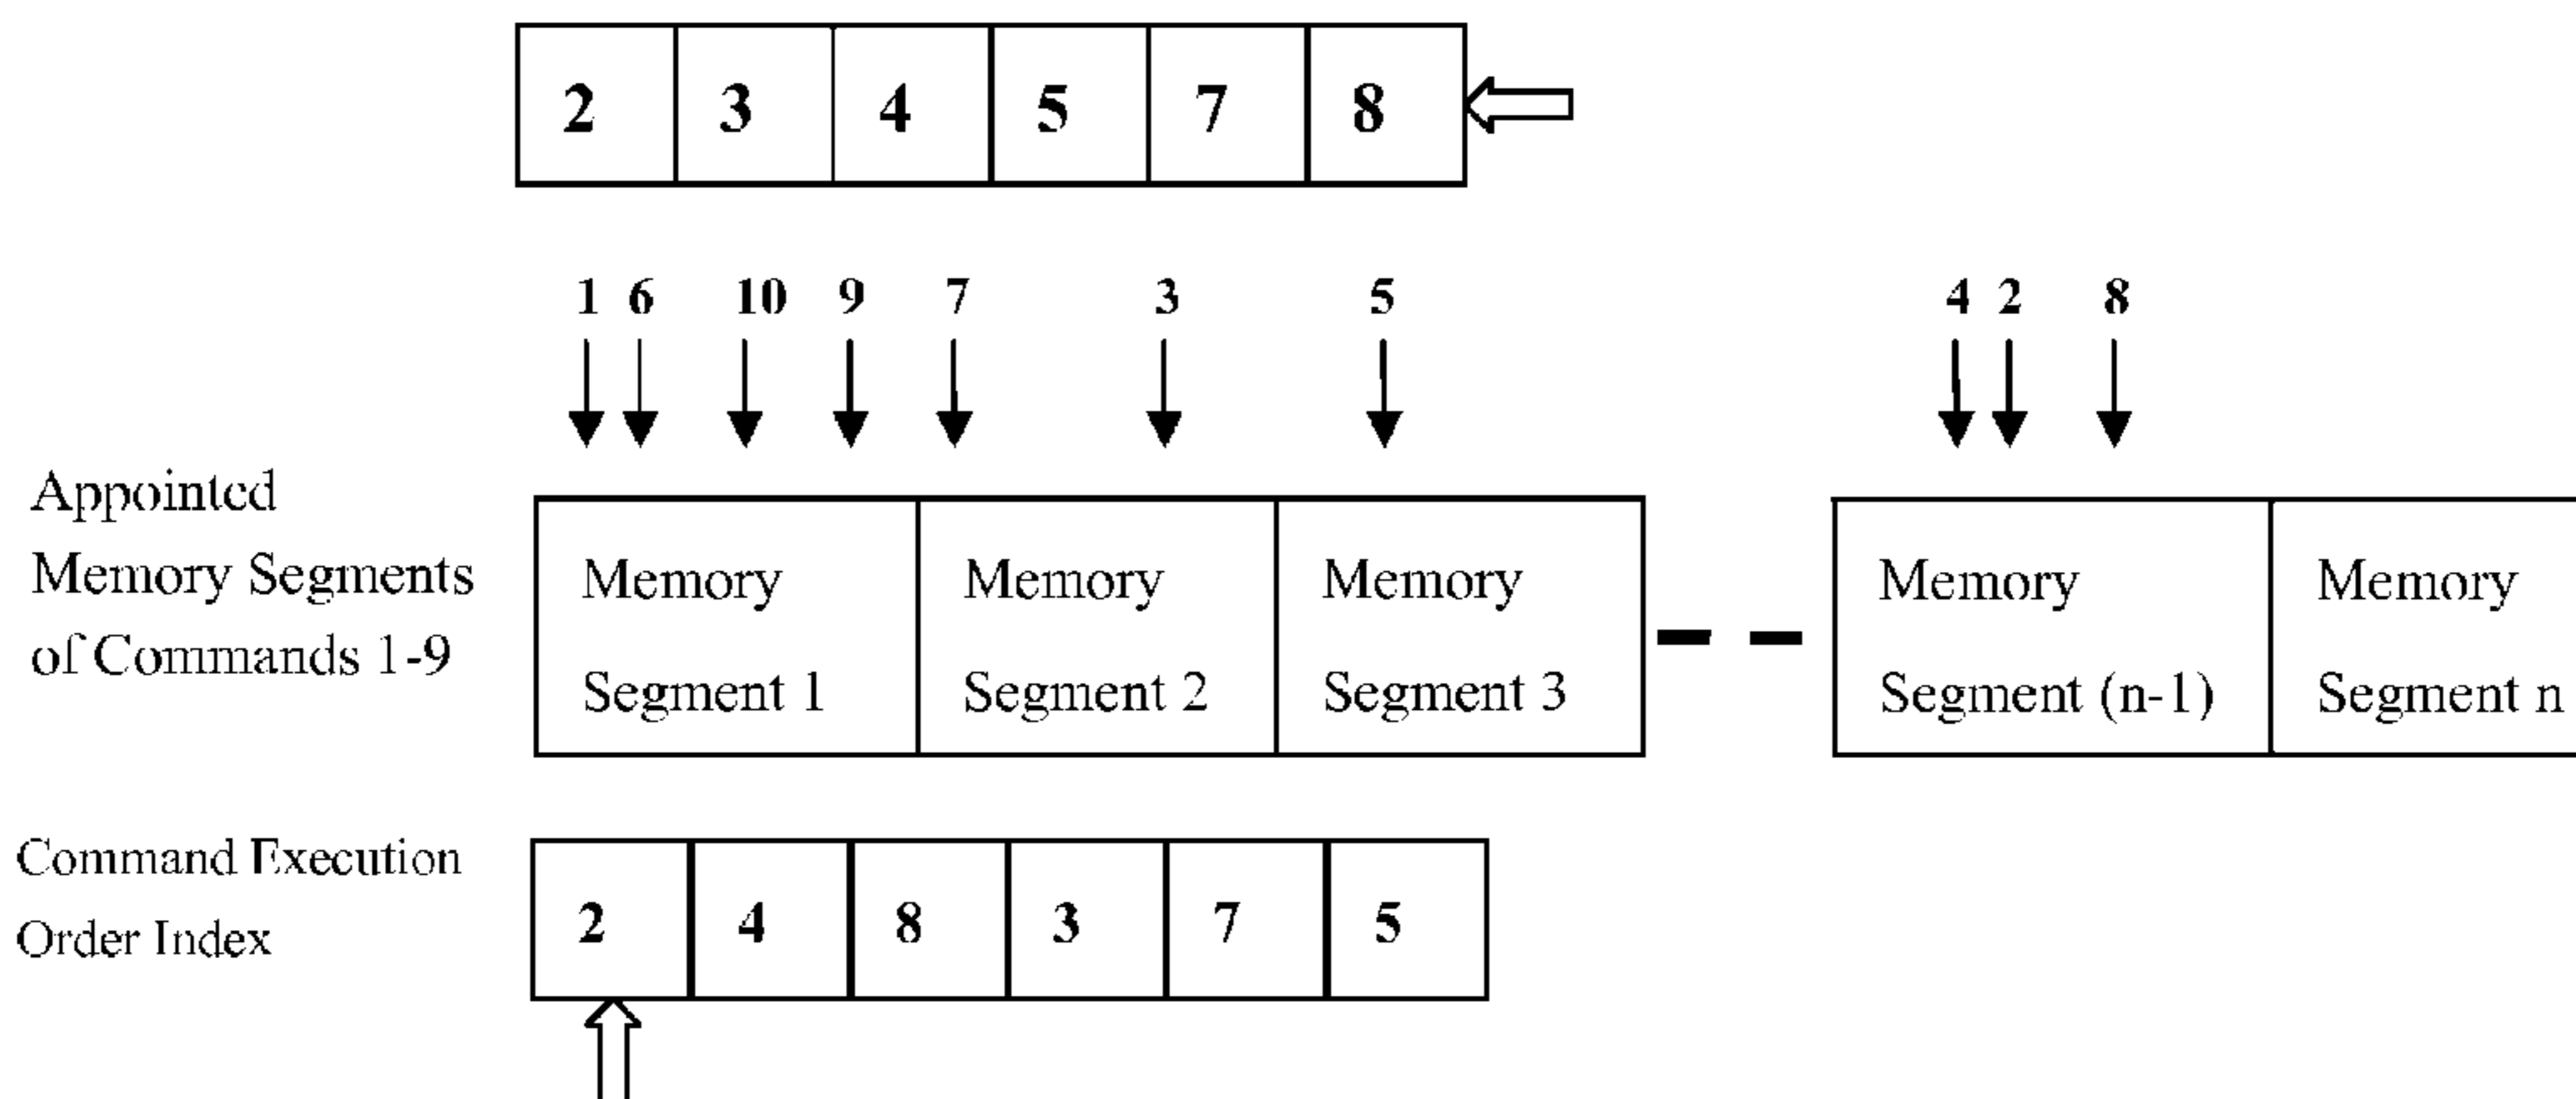 2 3 4 5 7 8
1 6 10 9 7 3 5 4 2 8
Appointed
Memory Segments
of Commands 1-9
Memory
Segment 1
Memory
Segment 2
Memory
Segment 3
Memory
Segment (n-1)
Memory
Segment n
Command Execution
Order Index
2 4 8 3 7 5